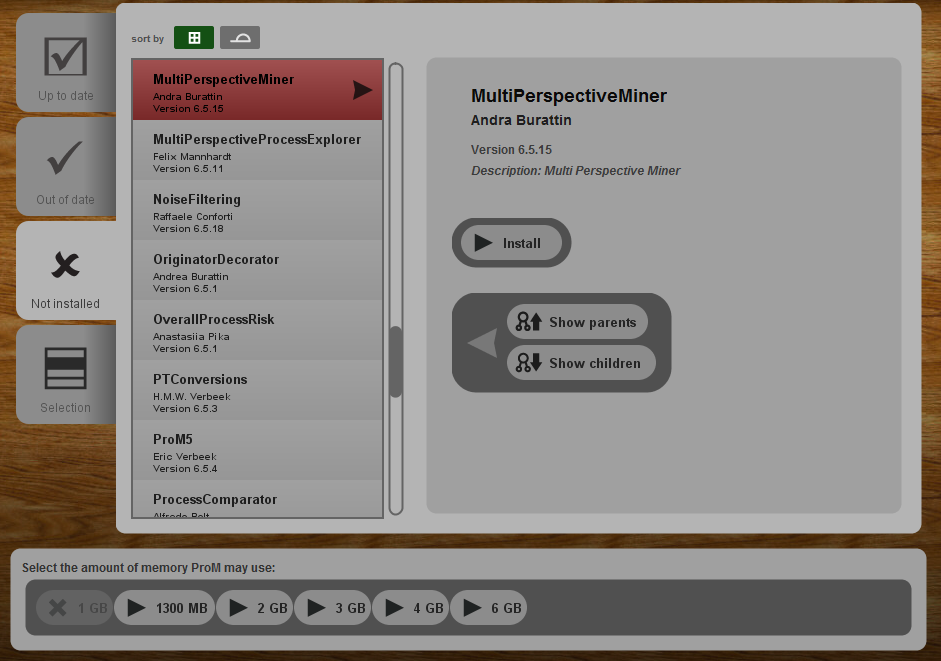 Up to date
Out of date
Not installed
Selection
sort by
MultiPerspectiveMiner
Andra Burattin
Version 6.5.15
MultiPerspectiveProcessExplorer
Felix Mannhardt
Version 6.5.11
NoiseFiltering
Raffaele Conforti
Version 6.5.18
OriginatorDecorator
Andrea Burattin
Version 6.5.1
OverallProcessRisk
Anastasiia Pika
Version 6.5.1
PTConversions
H.M.W. Verbeek
Version 6.5.3
ProM5
Eric Verbeek
Version 6.5.4
ProcessComparator
MultiPerspectiveMiner
Andra Burattin
Version 6.5.15
Description: Multi Perspective Miner
Install
Show parents
Show children
Select the amount of memory ProM may use:
1 GB 1300 MB 2 GB 3 GB 4 GB 6 GB